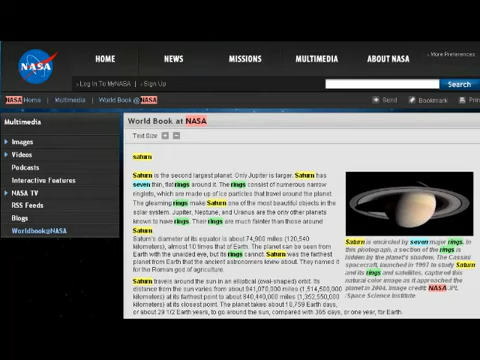 NASA
HOME NEWS MISSIONS MULTIMEDIA ABOUT NASA
› More Preferences
› Log In To MyNASA | › Sign Up
Search
NASA Home | Multimedia | World Book @NASA
Send Bookmark Prin
Multimedia
Images
Videos
Podcasts
Interactive Features
NASA TV
RSS Feeds
Blogs
Worldbook@NASA
World Book at NASA
Text Size
saturn
Saturn is the second largest planet. Only Jupiter is larger. Saturn has
seven thin, flat rings around it. The rings consist of numerous narrow
ringlets, which are made up of ice particles that travel around the planet.
The gleaming rings make Saturn one of the most beautiful objects in the
solar system. Jupiter, Neptune, and Uranus are the only other planets
known to have rings. Their rings are much fainter than those around
Saturn.
Saturn's diameter at its equator is about 74,900 miles (120,540
kilometers), almost 10 times that of Earth. The planet can be seen from
Earth with the unaided eye, but its rings cannot. Saturn was the farthest
planet from Earth that the ancient astronomers knew about. They named it
for the Roman god of agriculture.
Saturn travels around the sun in an elliptical (oval-shaped) orbit. Its
distance from the sun varies from about 941,070,000 miles (1,514,500,000
kilometers) at its farthest point to about 840,440,000 miles (1,352,550,000
kilometers) at its closest point. The planet takes about 10,759 Earth days,
or about 29 1/2 Earth years, to go around the sun, compared with 365 days, or one year, for Earth.
Saturn is encircled by seven major rings. In
this photograph, a section of the rings is
hidden by the planet's shadow. The Cassini
spacecraft, launched in 1997 to study Saturn
and its rings and satellites, captured this
natural color image as it approached the
planet in 2004. Image credit: NASA/JPL
/Space Science Institute